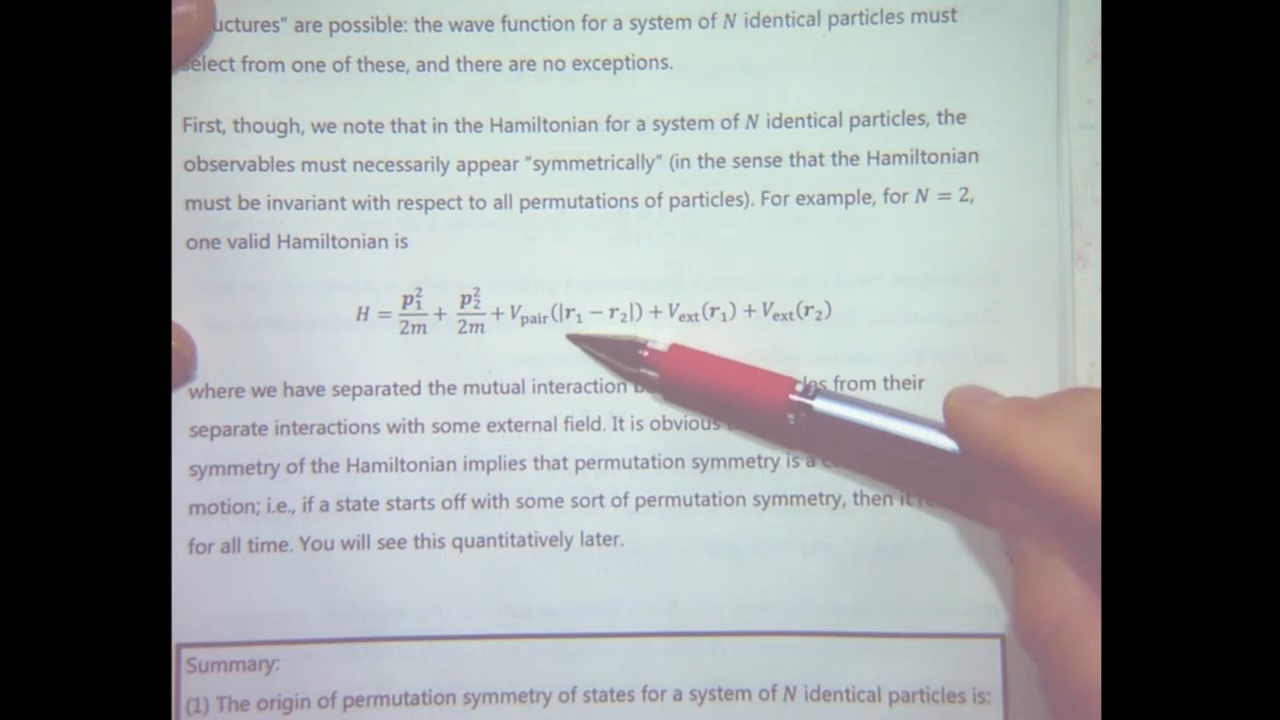 uctures" are possible: the wave function for a system of N identical particles must
select from one of these, and there are no exceptions.
First, though, we note that in the Hamiltonian for a system of N identical particles, the
observables must necessarily appear "symmetrically" (in the sense that the Hamiltonian
must be invariant with respect to all permutations of particles). For example, for N = 2,
one valid Hamiltonian is
H = p₁²/2m + p₂²/2m + V_pair(|r₁ − r₂|) + V_ext(r₁) + V_ext(r₂)
where we have separated the mutual interaction from their
separate interactions with some external field. It is obvious
symmetry of the Hamiltonian implies that permutation symmetry is a
motion; i.e., if a state starts off with some sort of permutation symmetry, then it
for all time. You will see this quantitatively later.
Summary:
(1) The origin of permutation symmetry of states for a system of N identical particles is: